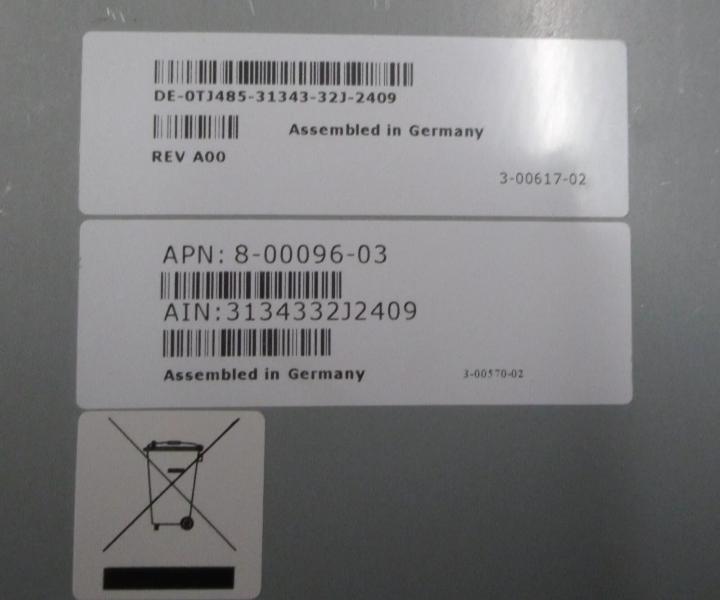 DE-0TJ485-31343-32J-2409
Assembled in Germany
REV A00
3-00617-02
APN: 8-00096-03
AIN:3134332J2409
Assembled in Germany
3-00570-02